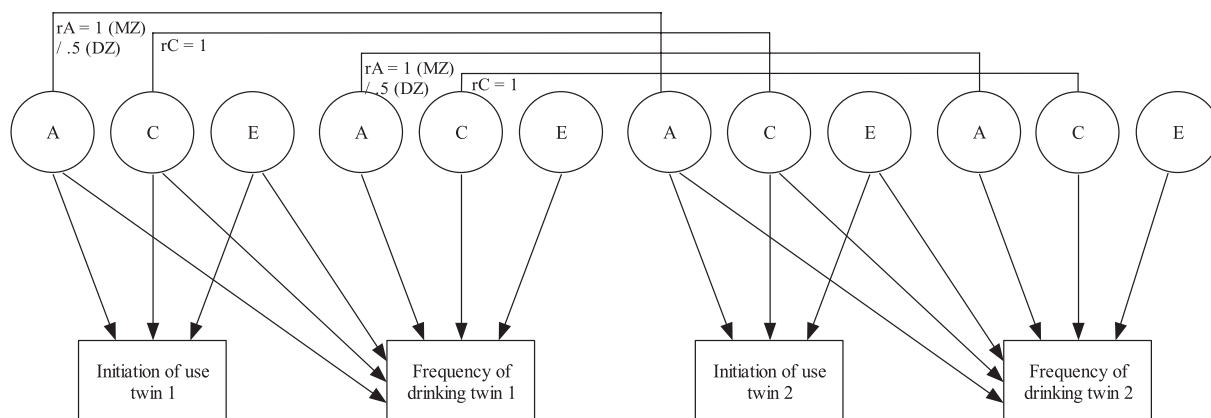 rA = 1 (MZ)
/ .5 (DZ)
rC = 1
rA = 1 (MZ)
/ .5 (DZ)
rC = 1
A
C
E
A
C
E
A
C
E
A
C
E
Initiation of use
twin 1
Frequency of
drinking twin 1
Initiation of use
twin 2
Frequency of
drinking twin 2